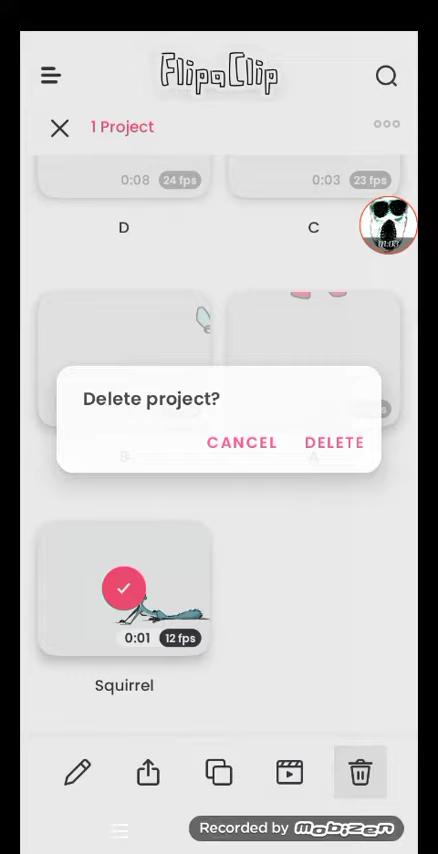 FlipaClip
1 Project
0:08 24 fps
0:03 23 fps
D
C
Delete project?
CANCEL
DELETE
B
A
0:01 12 fps
Squirrel
Recorded by mobizen